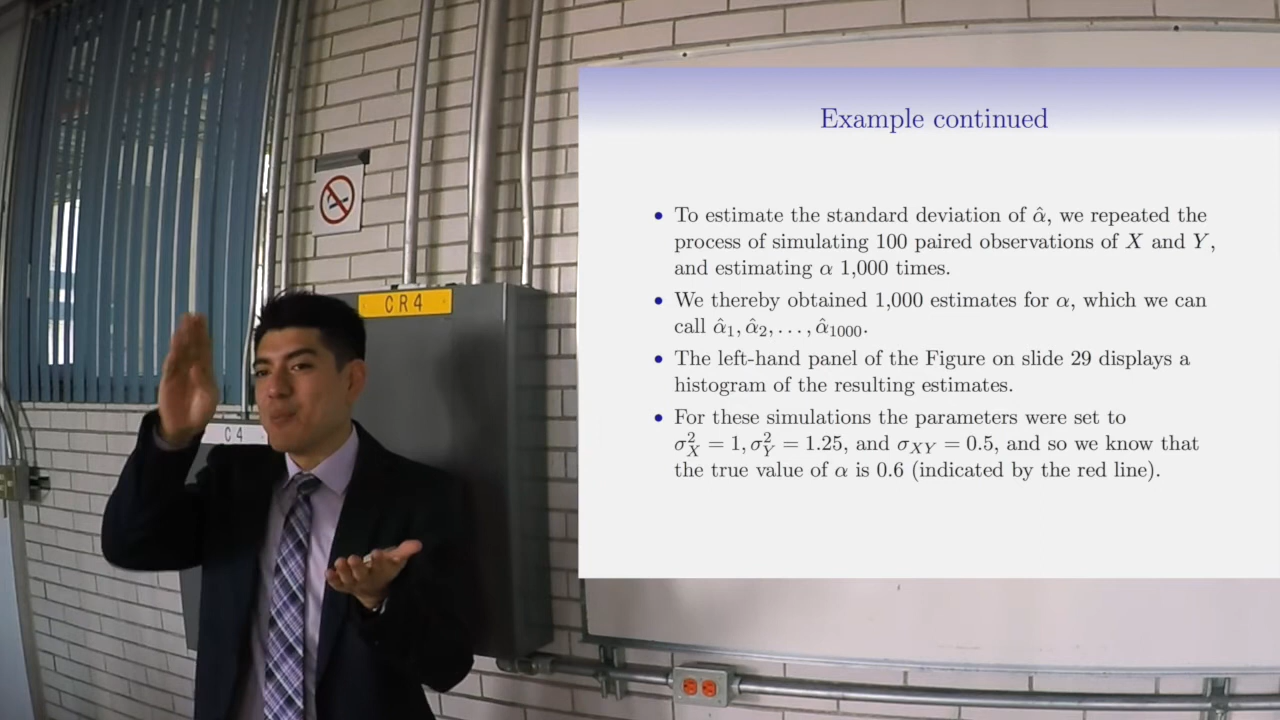 CR4
C4
Example continued
• To estimate the standard deviation of α̂, we repeated the
process of simulating 100 paired observations of X and Y,
and estimating α 1,000 times.
• We thereby obtained 1,000 estimates for α, which we can
call α̂₁, α̂₂, . . . , α̂₁₀₀₀.
• The left-hand panel of the Figure on slide 29 displays a
histogram of the resulting estimates.
• For these simulations the parameters were set to
σ²_X = 1, σ²_Y = 1.25, and σ_XY = 0.5, and so we know that
the true value of α is 0.6 (indicated by the red line).